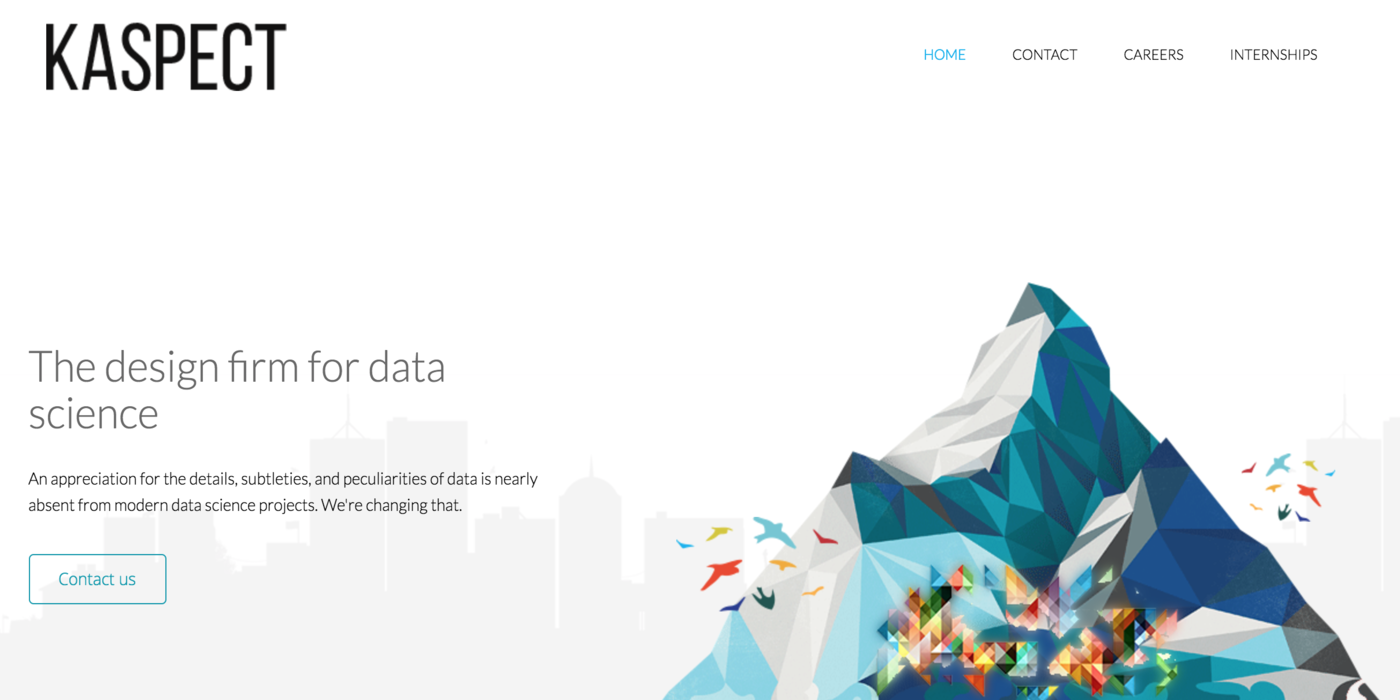 KASPECT
HOME CONTACT CAREERS INTERNSHIPS
The design firm for data
science
An appreciation for the details, subtleties, and peculiarities of data is nearly
absent from modern data science projects. We're changing that.
Contact us